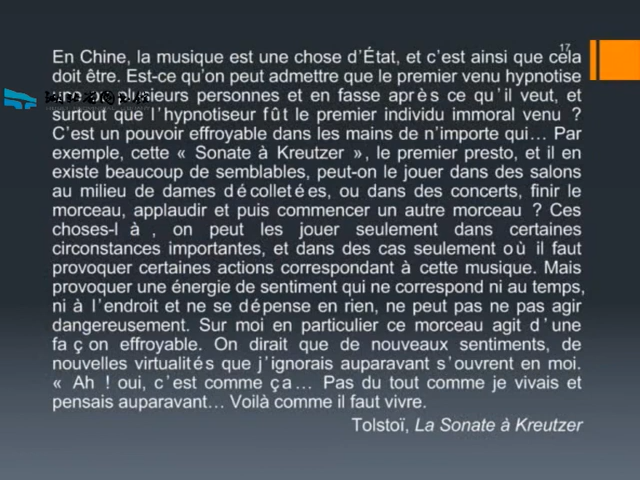 17
En Chine, la musique est une chose d'État, et c'est ainsi que cela
doit être. Est-ce qu'on peut admettre que le premier venu hypnotise
plusieurs personnes et en fasse après ce qu'il veut, et
surtout que l'hypnotiseur fût le premier individu immoral venu ?
C'est un pouvoir effroyable dans les mains de n'importe qui… Par
exemple, cette « Sonate à Kreutzer », le premier presto, et il en
existe beaucoup de semblables, peut-on le jouer dans des salons
au milieu de dames décolletées, ou dans des concerts, finir le
morceau, applaudir et puis commencer un autre morceau ? Ces
choses-l à , on peut les jouer seulement dans certaines
circonstances importantes, et dans des cas seulement où il faut
provoquer certaines actions correspondant à cette musique. Mais
provoquer une énergie de sentiment qui ne correspond ni au temps,
ni à l'endroit et ne se dépense en rien, ne peut pas ne pas agir
dangereusement. Sur moi en particulier ce morceau agit d'une
fa ç on effroyable. On dirait que de nouveaux sentiments, de
nouvelles virtualités que j'ignorais auparavant s'ouvrent en moi.
« Ah ! oui, c'est comme ça… Pas du tout comme je vivais et
pensais auparavant… Voilà comme il faut vivre.
Tolstoï, La Sonate à Kreutzer